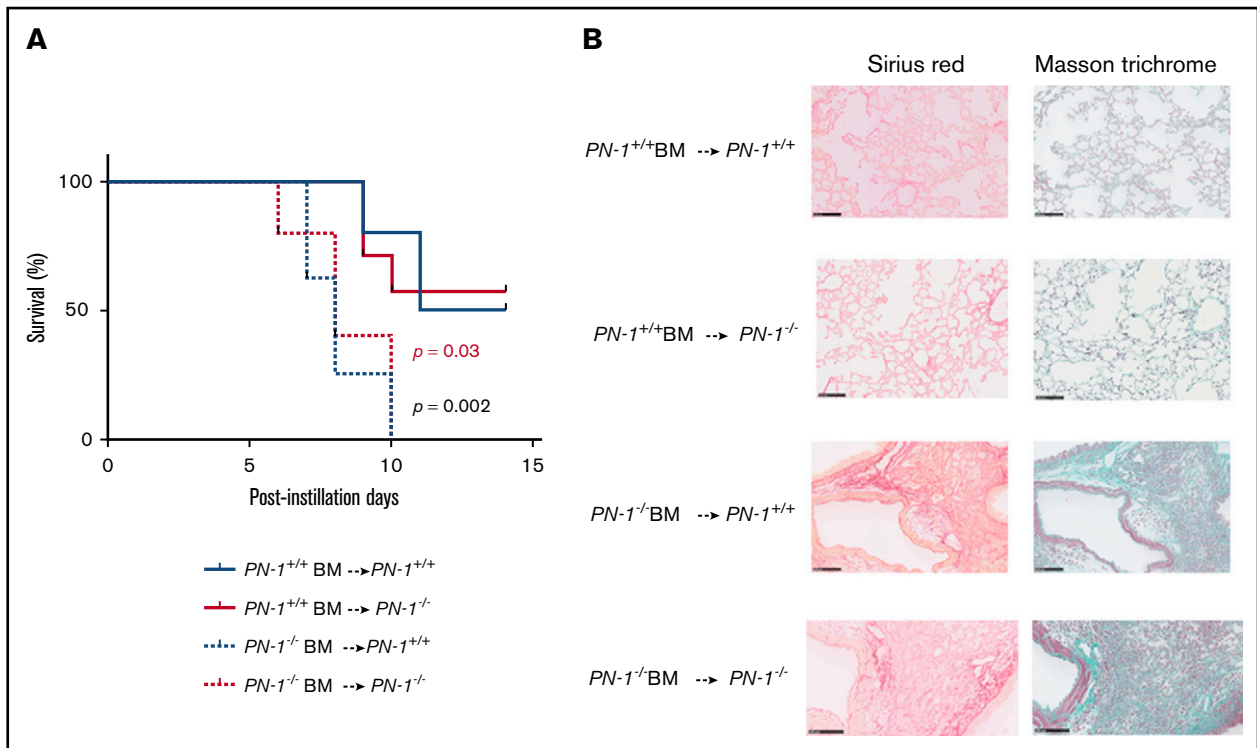 A
100
50
0
Survival (%)
p = 0.03
p = 0.002
0 5 10 15
Post-instillation days
PN-1+/+ BM ➝ PN-1+/+
PN-1+/+ BM ➝ PN-1-/-
PN-1-/- BM ➝ PN-1+/+
PN-1-/- BM ➝ PN-1-/-
B
Sirius red Masson trichrome
PN-1+/+BM ➝ PN-1+/+
PN-1+/+BM ➝ PN-1-/-
PN-1-/-BM ➝ PN-1+/+
PN-1-/-BM ➝ PN-1-/-